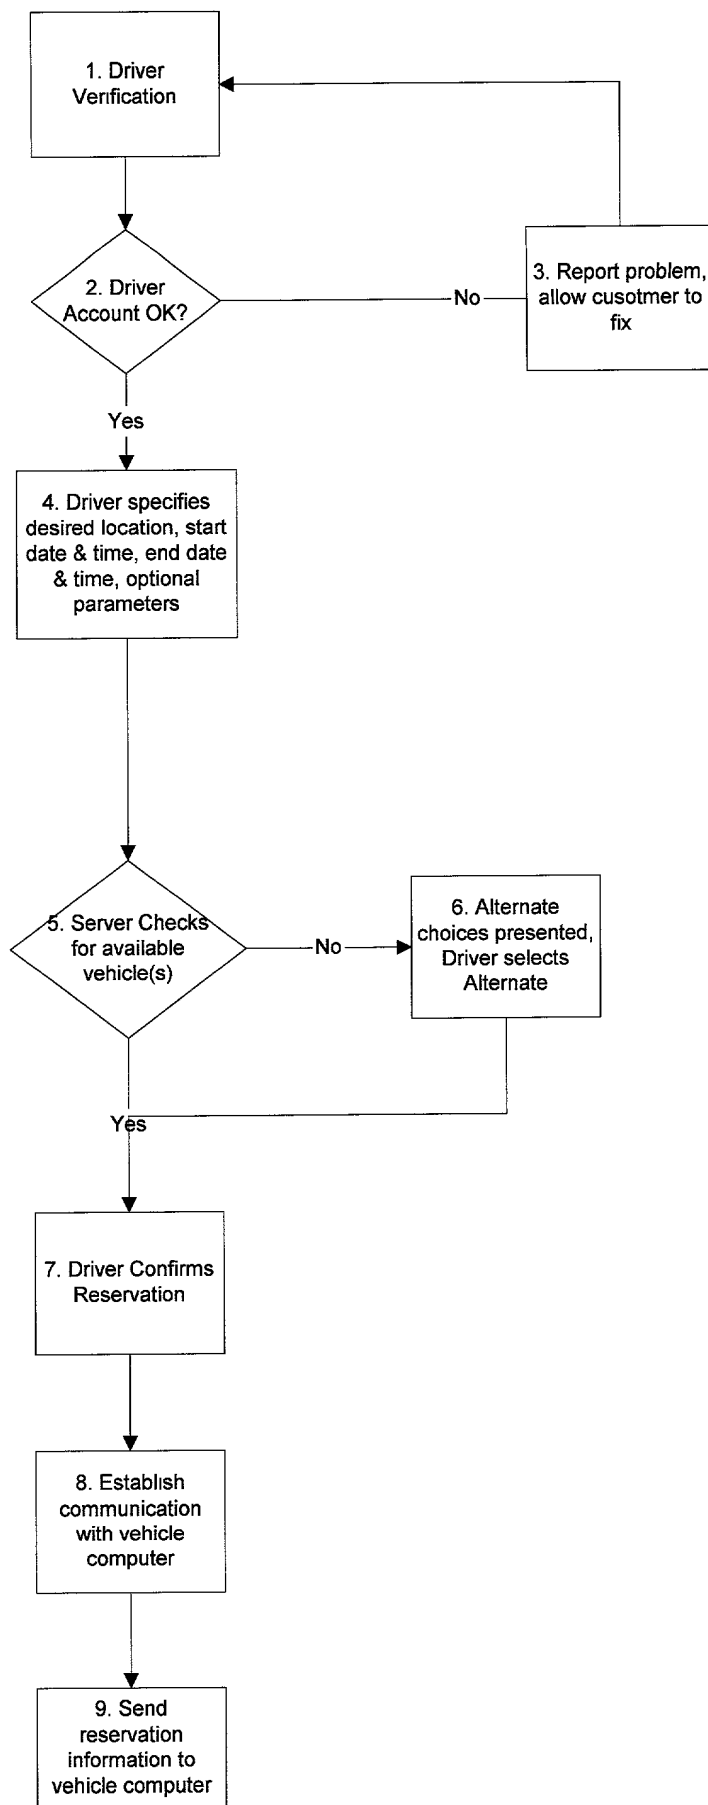 1. Driver
Verification
2. Driver
Account OK?
No
3. Report problem,
allow cusotmer to
fix
Yes
4. Driver specifies
desired location, start
date & time, end date
& time, optional
parameters
5. Server Checks
for available
vehicle(s)
No
6. Alternate
choices presented,
Driver selects
Alternate
Yes
7. Driver Confirms
Reservation
8. Establish
communication
with vehicle
computer
9. Send
reservation
information to
vehicle computer